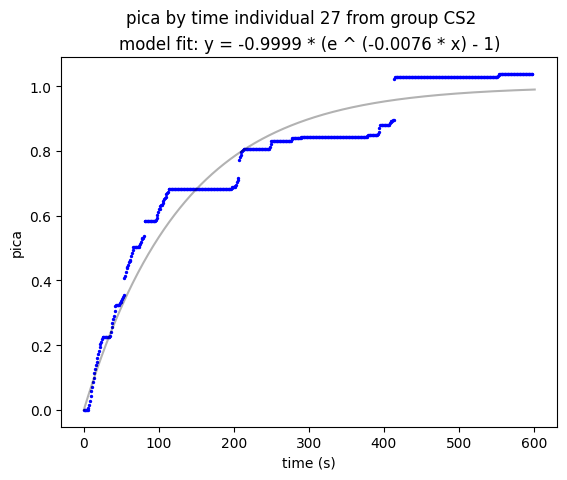 pica by time individual 27 from group CS2
model fit: y = -0.9999 * (e ^ (-0.0076 * x) - 1)
1.0
0.8
0.6
0.4
0.2
0.0
pica
0 100 200 300 400 500 600
time (s)